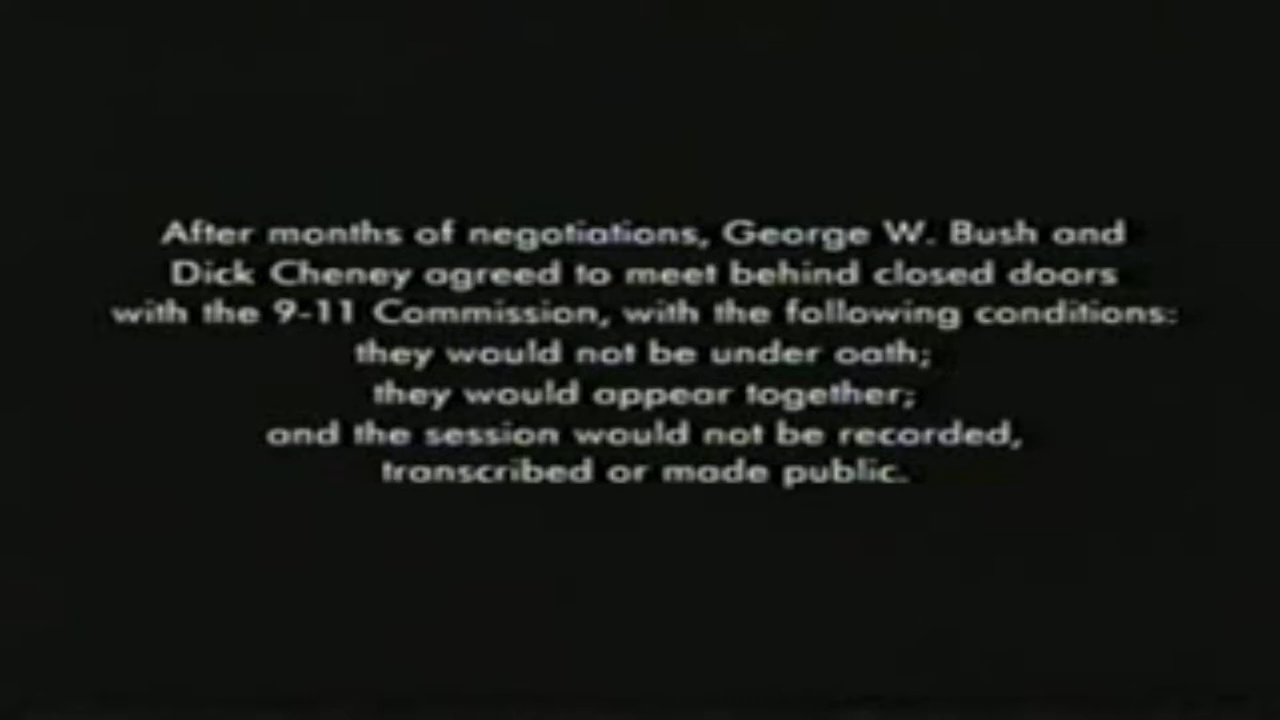 After months of negotiations, George W. Bush and
Dick Cheney agreed to meet behind closed doors
with the 9-11 Commission, with the following conditions:
they would not be under oath;
they would appear together;
and the session would not be recorded,
transcribed or made public.